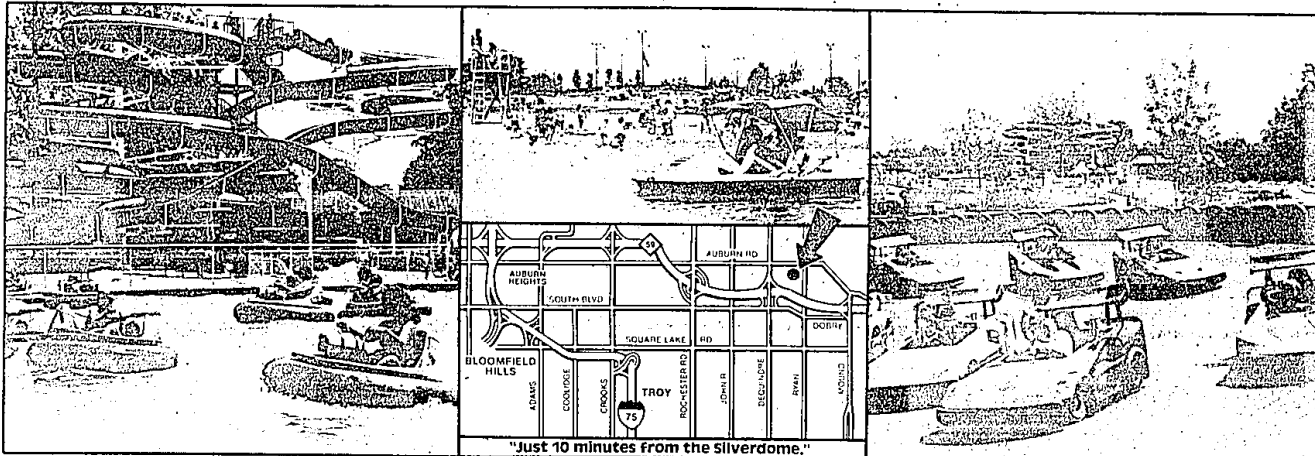 59
AUBURN RD
AUBURN
HEIGHTS
SOUTH BLVD
DOBRY
SQUARE LAKE RD
BLOOMFIELD
HILLS
ADAMS
COOLIDGE
CROOKS
TROY
75
ROCHESTER RD
JOHN R
DEQUINDRE
RYAN
MOUND
"Just 10 minutes from the Silverdome."